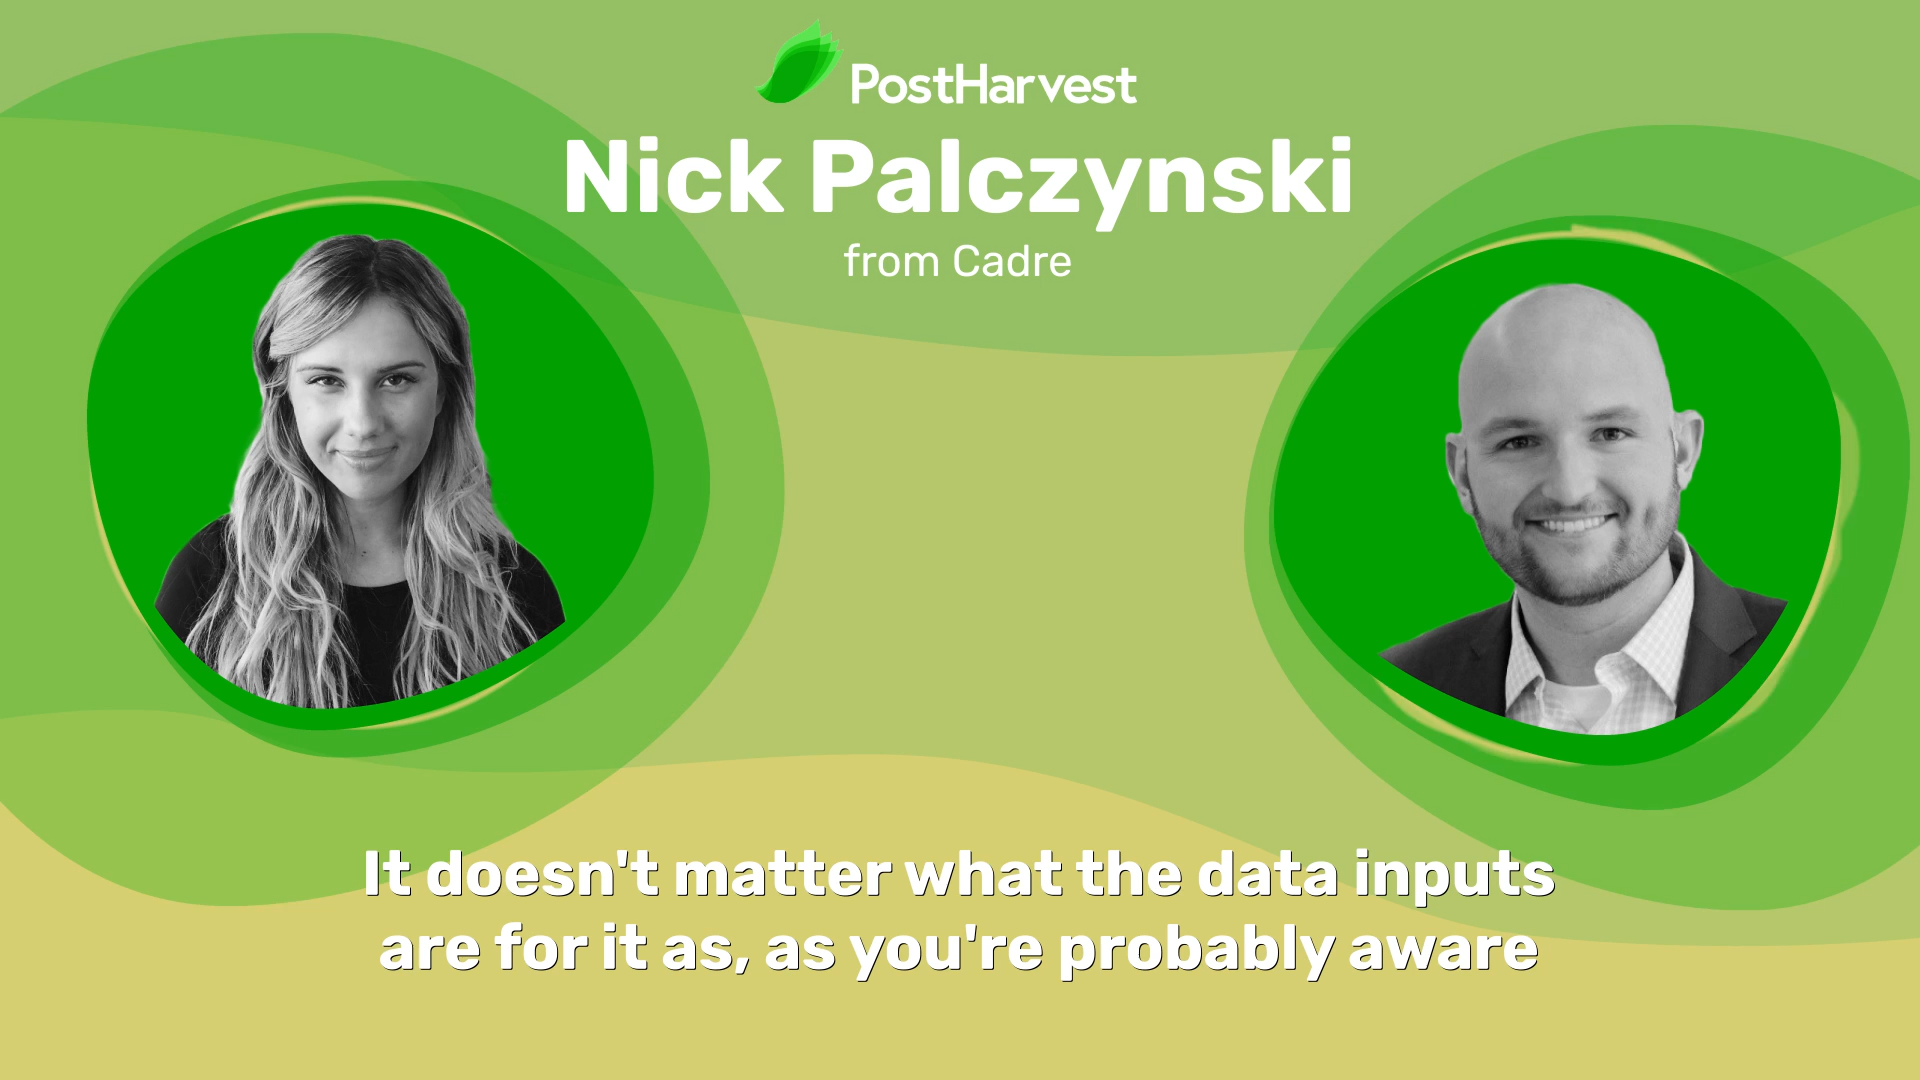 PostHarvest
Nick Palczynski
from Cadre
It doesn't matter what the data inputs
are for it as, as you're probably aware